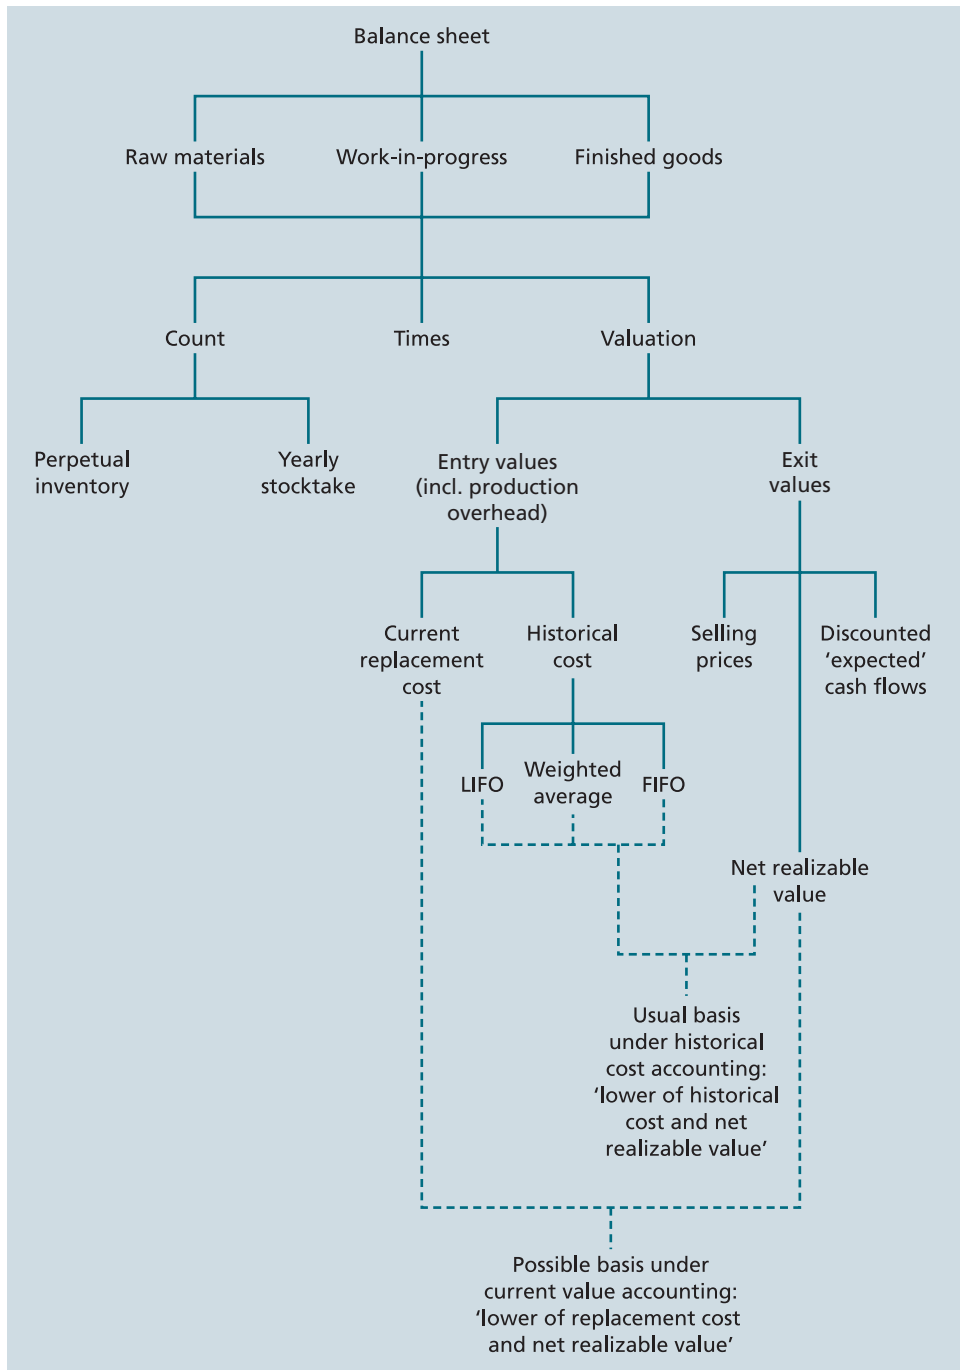 Balance sheet
Raw materials
Work-in-progress
Finished goods
Count
Times
Valuation
Perpetual
inventory
Yearly
stocktake
Entry values
(incl. production
overhead)
Exit
values
Current
replacement
cost
Historical
cost
Selling
prices
Discounted
‘expected’
cash flows
LIFO
Weighted
average
FIFO
Net realizable
value
Usual basis
under historical
cost accounting:
‘lower of historical
cost and net
realizable value’
Possible basis under
current value accounting:
‘lower of replacement cost
and net realizable value’